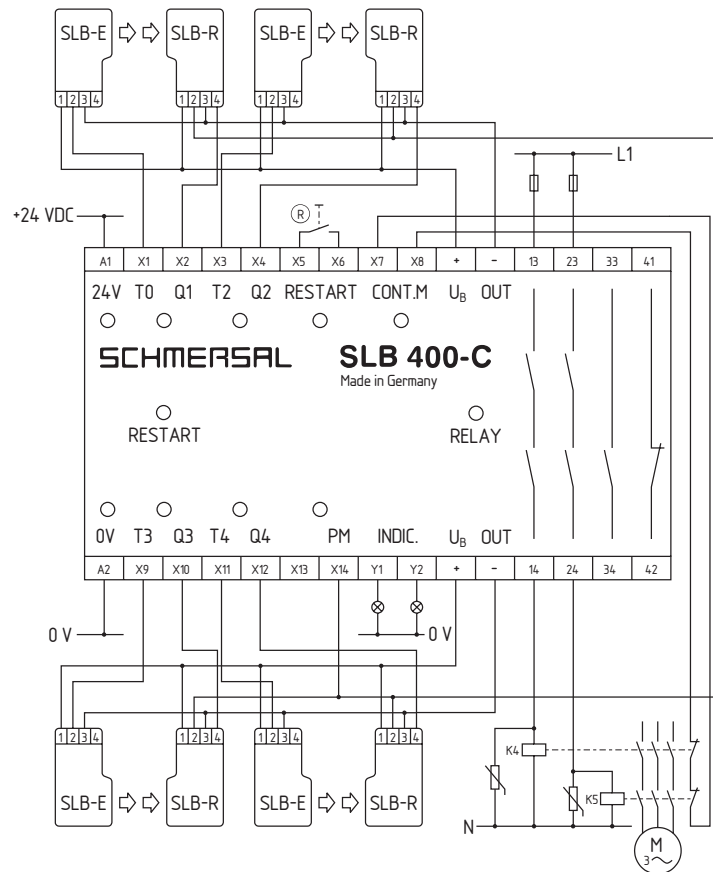 SLB-E SLB-R SLB-E SLB-R
1 2 3 4 1 2 3 4 1 2 3 4 1 2 3 4
L1
+24 VDC
R
A1 X1 X2 X3 X4 X5 X6 X7 X8 + - 13 23 33 41
24V T0 Q1 T2 Q2 RESTART CONT.M UB OUT
SCHMERSAL SLB 400-C
Made in Germany
RESTART RELAY
0V T3 Q3 T4 Q4 PM INDIC. UB OUT
A2 X9 X10 X11 X12 X13 X14 Y1 Y2 + - 14 24 34 42
0 V 0 V
1 2 3 4 1 2 3 4 1 2 3 4 1 2 3 4
K4
SLB-E SLB-R SLB-E SLB-R
K5
N
M
3